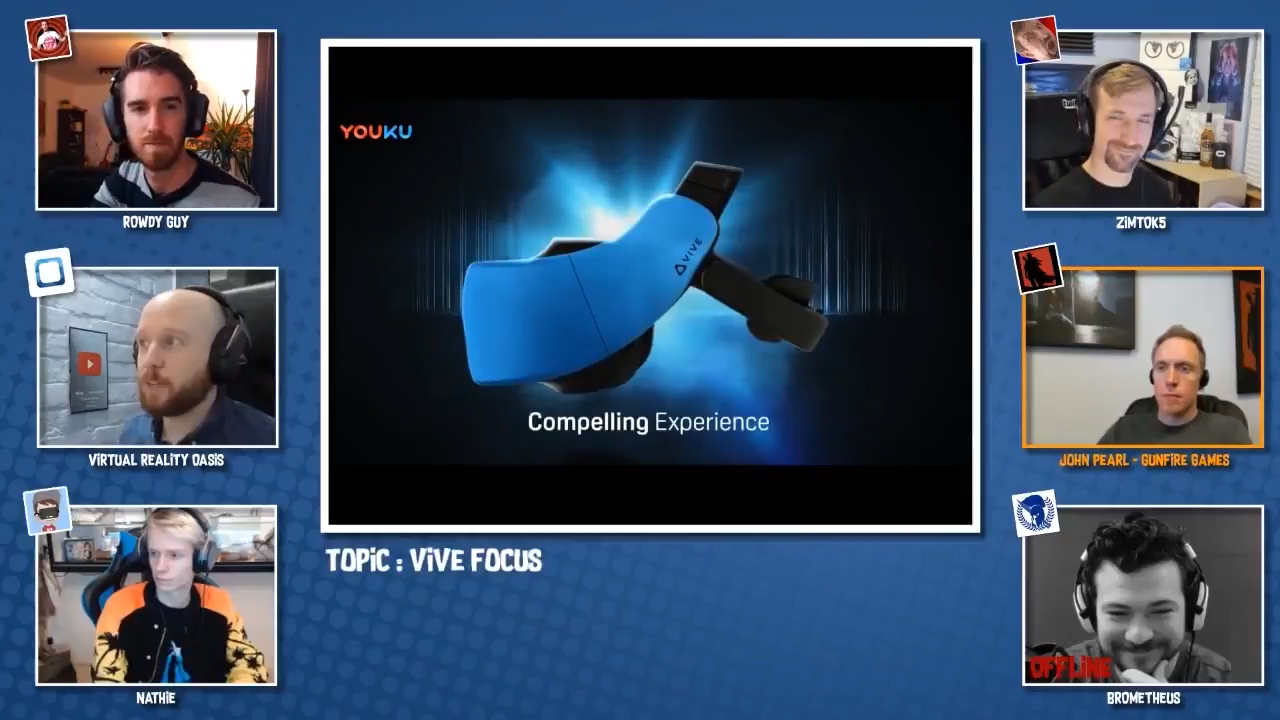 ROWDY GUY
ViRTUAL REALiTY OASiS
NATHiE
YOUKU
VIVE
Compelling Experience
TOPiC : ViVE FOCUS
ZiMTOK5
JOHN PEARL - GUNFiRE GAMES
OFFLiNE
BROMETHEUS